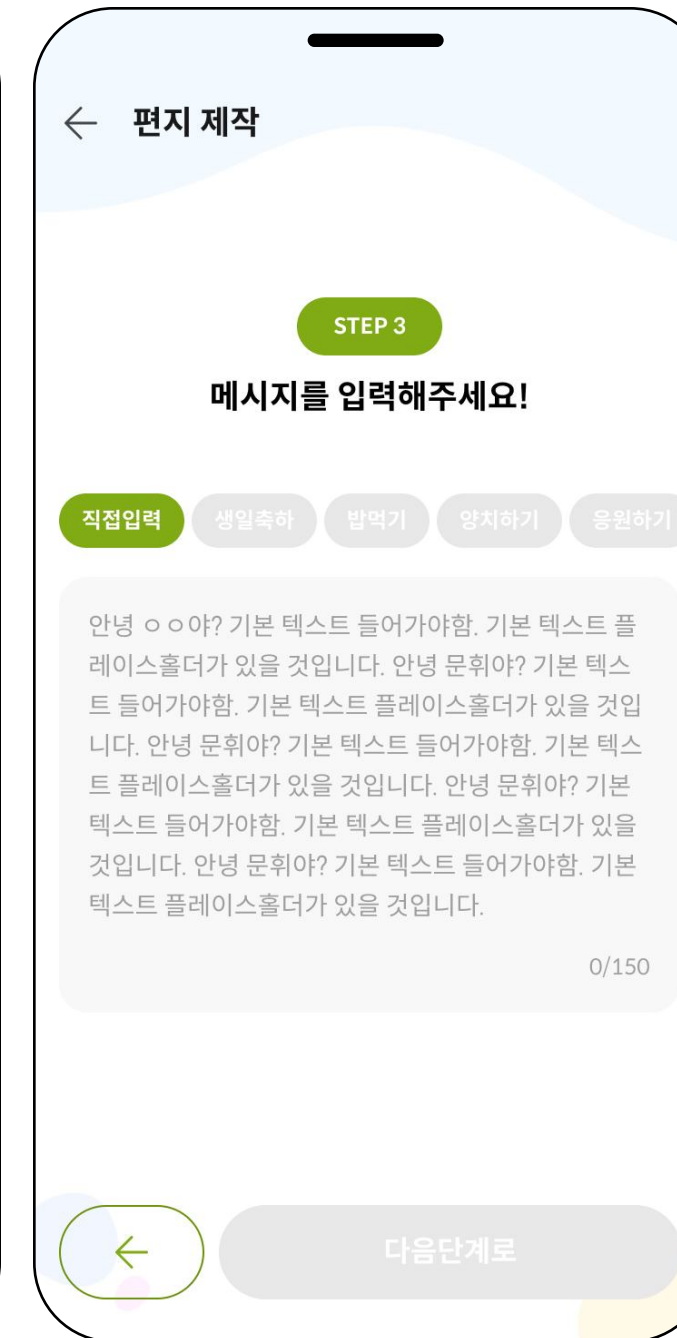 편지 제작
STEP 3
메시지를 입력해주세요!
직접입력 생일축하 밥먹기 양치하기 응원하기
안녕 ㅇㅇ야? 기본 텍스트 들어가야함. 기본 텍스트 플
레이스홀더가 있을 것입니다. 안녕 문휘야? 기본 텍스
트 들어가야함. 기본 텍스트 플레이스홀더가 있을 것입
니다. 안녕 문휘야? 기본 텍스트 들어가야함. 기본 텍스
트 플레이스홀더가 있을 것입니다. 안녕 문휘야? 기본
텍스트 들어가야함. 기본 텍스트 플레이스홀더가 있을
것입니다. 안녕 문휘야? 기본 텍스트 들어가야함. 기본
텍스트 플레이스홀더가 있을 것입니다.
0/150
다음단계로